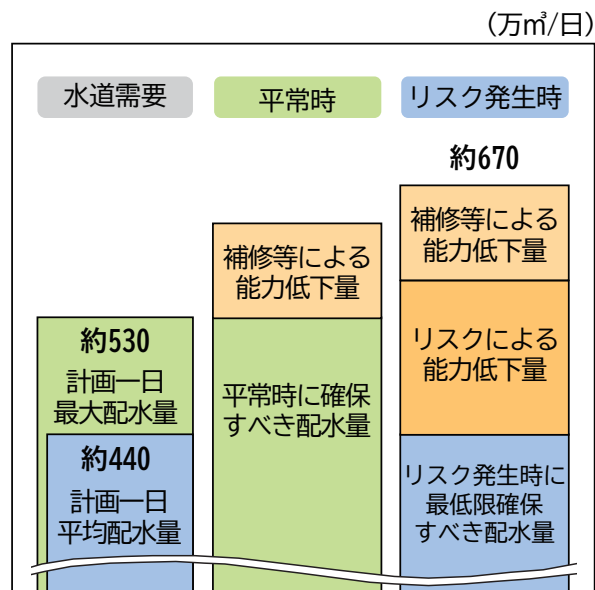 (万㎥/日)
水道需要
平常時
リスク発生時
約670
補修等による
能力低下量
補修等による
能力低下量
約530
計画一日
最大配水量
平常時に確保
すべき配水量
リスクによる
能力低下量
約440
計画一日
平均配水量
リスク発生時に
最低限確保
すべき配水量